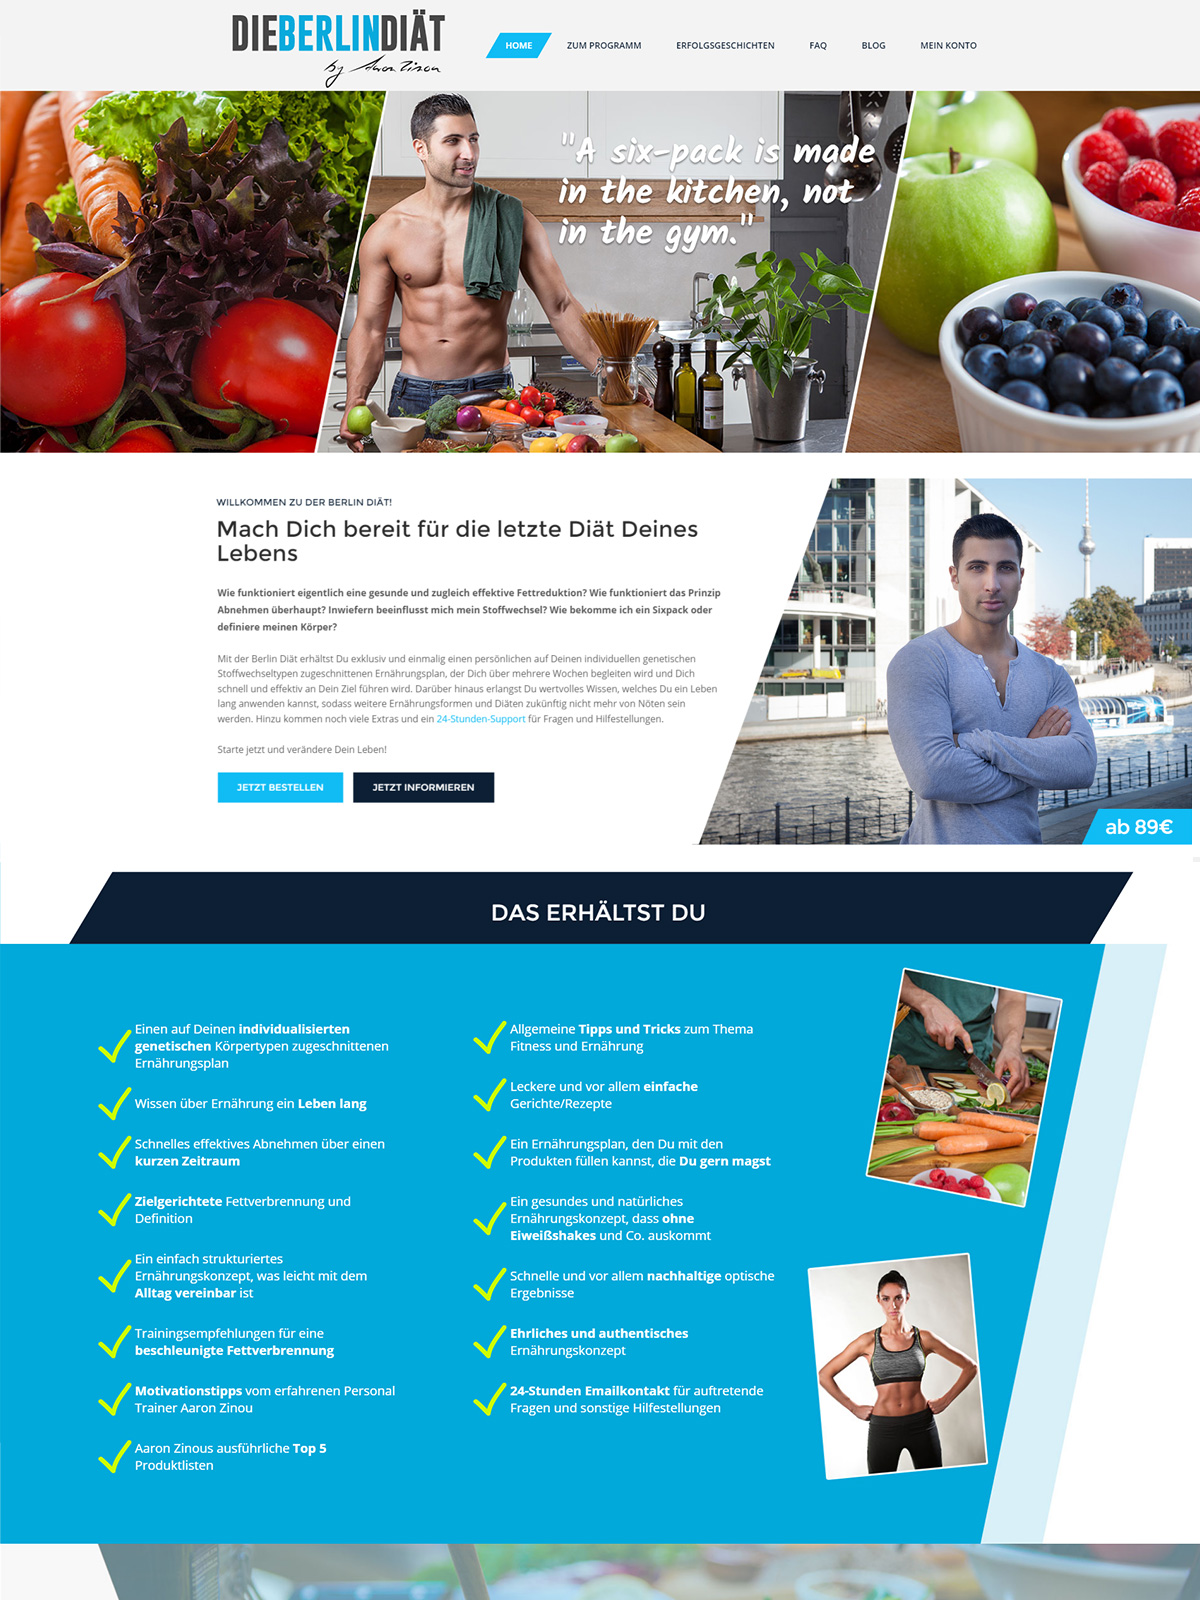 DIEBERLINDIÄT
by Aaron Zinou
HOME
ZUM PROGRAMM
ERFOLGSGESCHICHTEN
FAQ
BLOG
MEIN KONTO
"A six-pack is made
in the kitchen, not
in the gym."
WILLKOMMEN ZU DER BERLIN DIÄT!
Mach Dich bereit für die letzte Diät Deines
Lebens
Wie funktioniert eigentlich eine gesunde und zugleich effektive Fettreduktion? Wie funktioniert das Prinzip
Abnehmen überhaupt? Inwiefern beeinflusst mich mein Stoffwechsel? Wie bekomme ich ein Sixpack oder
definiere meinen Körper?
Mit der Berlin Diät erhältst Du exklusiv und einmalig einen persönlichen auf Deinen individuellen genetischen
Stoffwechseltypen zugeschnittenen Ernährungsplan, der Dich über mehrere Wochen begleiten wird und Dich
schnell und effektiv an Dein Ziel führen wird. Darüber hinaus erlangst Du wertvolles Wissen, welches Du ein Leben
lang anwenden kannst, sodass weitere Ernährungsformen und Diäten zukünftig nicht mehr von Nöten sein
werden. Hinzu kommen noch viele Extras und ein 24-Stunden-Support für Fragen und Hilfestellungen.
Starte jetzt und verändere Dein Leben!
JETZT BESTELLEN
JETZT INFORMIEREN
ab 89€
DAS ERHÄLTST DU
Einen auf Deinen individualisierten
genetischen Körpertypen zugeschnittenen
Ernährungsplan
Wissen über Ernährung ein Leben lang
Schnelles effektives Abnehmen über einen
kurzen Zeitraum
Zielgerichtete Fettverbrennung und
Definition
Ein einfach strukturiertes
Ernährungskonzept, was leicht mit dem
Alltag vereinbar ist
Trainingsempfehlungen für eine
beschleunigte Fettverbrennung
Motivationstipps vom erfahrenen Personal
Trainer Aaron Zinou
Aaron Zinous ausführliche Top 5
Produktlisten
Allgemeine Tipps und Tricks zum Thema
Fitness und Ernährung
Leckere und vor allem einfache
Gerichte/Rezepte
Ein Ernährungsplan, den Du mit den
Produkten füllen kannst, die Du gern magst
Ein gesundes und natürliches
Ernährungskonzept, dass ohne
Eiweißshakes und Co. auskommt
Schnelle und vor allem nachhaltige optische
Ergebnisse
Ehrliches und authentisches
Ernährungskonzept
24-Stunden Emailkontakt für auftretende
Fragen und sonstige Hilfestellungen